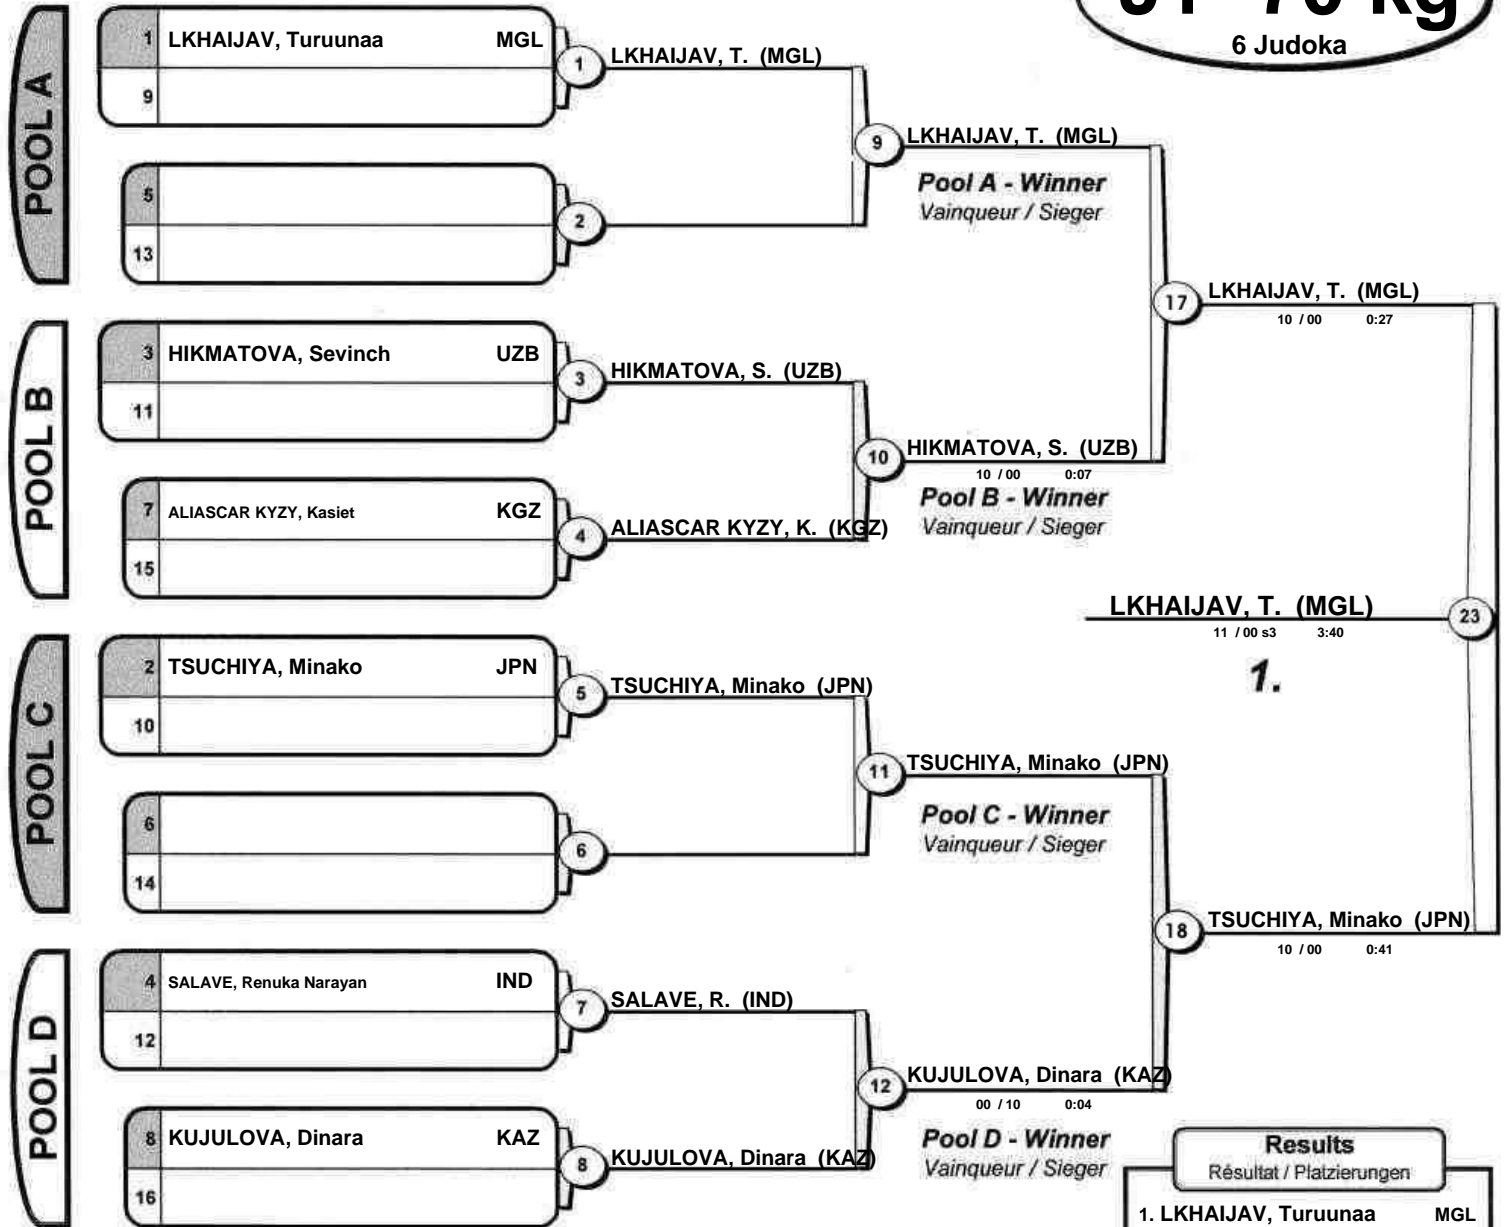 6 Judoka
POOL A
1 LKHAIJAV, Turuunaa MGL
9
1
LKHAIJAV, T. (MGL)
5
13
2
9
LKHAIJAV, T. (MGL)
Pool A - Winner
Vainqueur / Sieger
17
LKHAIJAV, T. (MGL)
10 / 00 0:27
POOL B
3 HIKMATOVA, Sevinch UZB
11
3
HIKMATOVA, S. (UZB)
7 ALIASCAR KYZY, Kasiet KGZ
15
4
ALIASCAR KYZY, K. (KGZ)
10
HIKMATOVA, S. (UZB)
10 / 00 0:07
Pool B - Winner
Vainqueur / Sieger
LKHAIJAV, T. (MGL)
11 / 00 s3 3:40
1.
23
POOL C
2 TSUCHIYA, Minako JPN
10
5
TSUCHIYA, Minako (JPN)
6
14
6
11
TSUCHIYA, Minako (JPN)
Pool C - Winner
Vainqueur / Sieger
18
TSUCHIYA, Minako (JPN)
10 / 00 0:41
POOL D
4 SALAVE, Renuka Narayan IND
12
7
SALAVE, R. (IND)
8 KUJULOVA, Dinara KAZ
16
8
KUJULOVA, Dinara (KAZ)
12
KUJULOVA, Dinara (KAZ)
00 / 10 0:04
Pool D - Winner
Vainqueur / Sieger
Results
Résultat / Platzierungen
1. LKHAIJAV, Turuunaa MGL